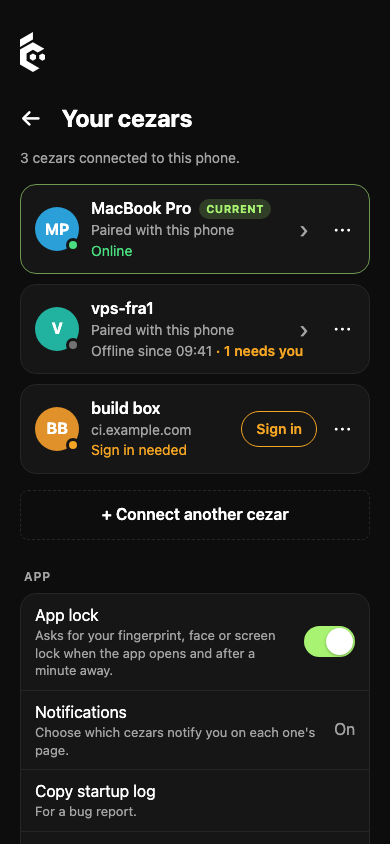 Your cezars
3 cezars connected to this phone.
MP
MacBook Pro CURRENT
Paired with this phone
Online
V
vps-fra1
Paired with this phone
Offline since 09:41 · 1 needs you
BB
build box
ci.example.com
Sign in needed
Sign in
+ Connect another cezar
APP
App lock
Asks for your fingerprint, face or screen
lock when the app opens and after a
minute away.
Notifications
Choose which cezars notify you on each one's
page.
On
Copy startup log
For a bug report.